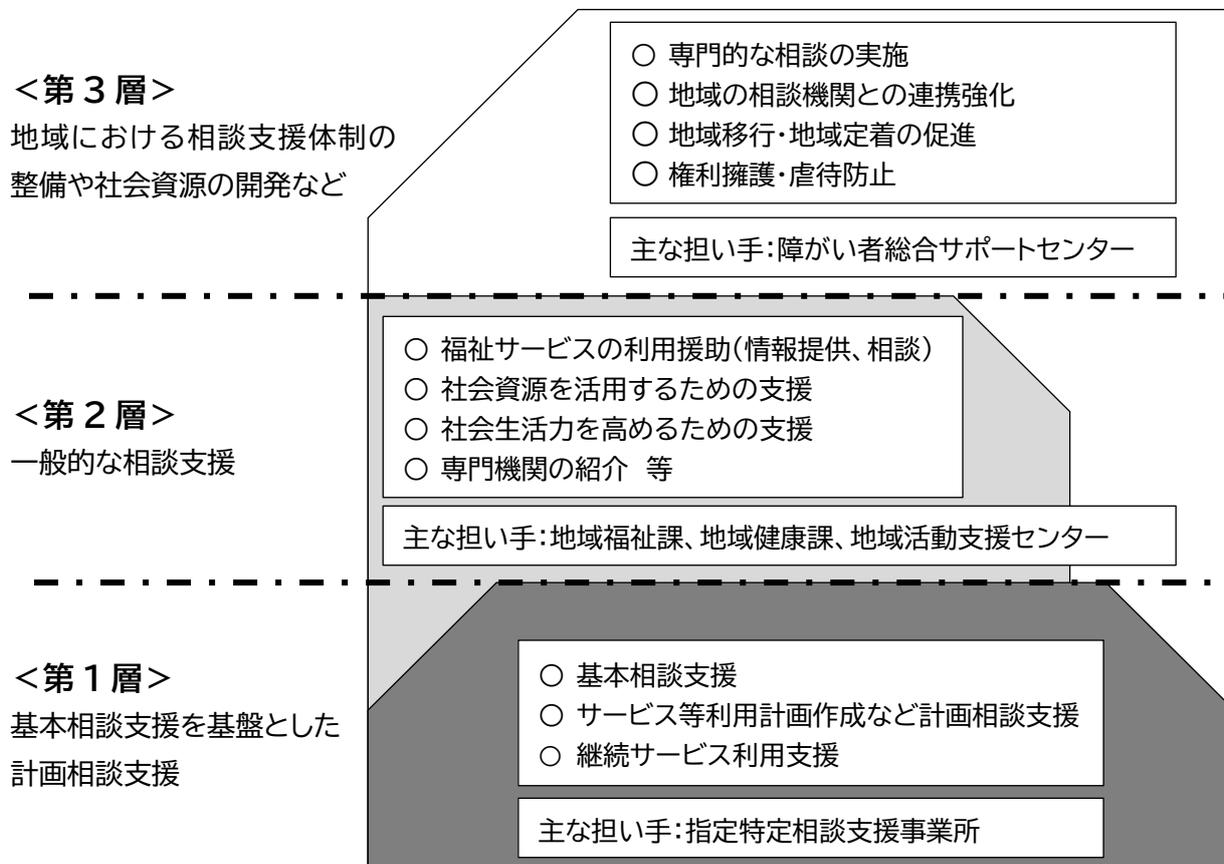 <第3層>
地域における相談支援体制の
整備や社会資源の開発など
○ 専門的な相談の実施
○ 地域の相談機関との連携強化
○ 地域移行・地域定着の促進
○ 権利擁護・虐待防止
主な担い手：障がい者総合サポートセンター
<第2層>
一般的な相談支援
○ 福祉サービスの利用援助（情報提供、相談）
○ 社会資源を活用するための支援
○ 社会生活力を高めるための支援
○ 専門機関の紹介　等
主な担い手：地域福祉課、地域健康課、地域活動支援センター
<第1層>
基本相談支援を基盤とした
計画相談支援
○ 基本相談支援
○ サービス等利用計画作成など計画相談支援
○ 継続サービス利用支援
主な担い手：指定特定相談支援事業所